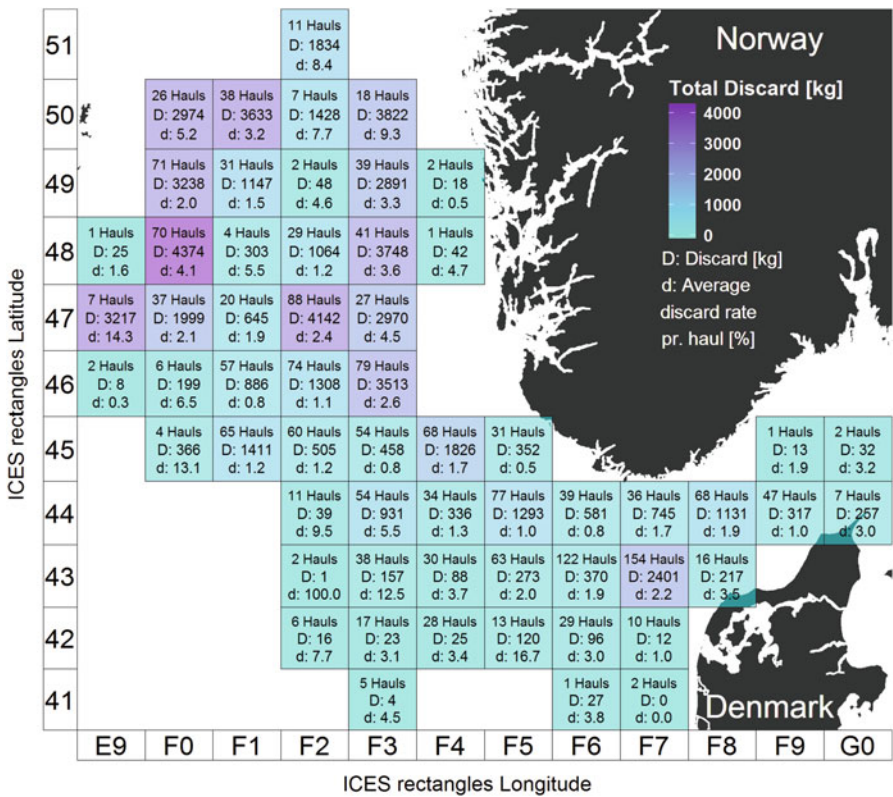 51
11 Hauls
D: 1834
d: 8.4
Norway
50
26 Hauls
D: 2974
d: 5.2
38 Hauls
D: 3633
d: 3.2
7 Hauls
D: 1428
d: 7.7
18 Hauls
D: 3822
d: 9.3
49
71 Hauls
D: 3238
d: 2.0
31 Hauls
D: 1147
d: 1.5
2 Hauls
D: 48
d: 4.6
39 Hauls
D: 2891
d: 3.3
2 Hauls
D: 18
d: 0.5
48
1 Hauls
D: 25
d: 1.6
70 Hauls
D: 4374
d: 4.1
4 Hauls
D: 303
d: 5.5
29 Hauls
D: 1064
d: 1.2
41 Hauls
D: 3748
d: 3.6
1 Hauls
D: 42
d: 4.7
47
7 Hauls
D: 3217
d: 14.3
37 Hauls
D: 1999
d: 2.1
20 Hauls
D: 645
d: 1.9
88 Hauls
D: 4142
d: 2.4
27 Hauls
D: 2970
d: 4.5
46
2 Hauls
D: 8
d: 0.3
6 Hauls
D: 199
d: 6.5
57 Hauls
D: 886
d: 0.8
74 Hauls
D: 1308
d: 1.1
79 Hauls
D: 3513
d: 2.6
45
4 Hauls
D: 366
d: 13.1
65 Hauls
D: 1411
d: 1.2
60 Hauls
D: 505
d: 1.2
54 Hauls
D: 458
d: 0.8
68 Hauls
D: 1826
d: 1.7
31 Hauls
D: 352
d: 0.5
1 Hauls
D: 13
d: 1.9
2 Hauls
D: 32
d: 3.2
44
11 Hauls
D: 39
d: 9.5
54 Hauls
D: 931
d: 5.5
34 Hauls
D: 336
d: 1.3
77 Hauls
D: 1293
d: 1.0
39 Hauls
D: 581
d: 0.8
36 Hauls
D: 745
d: 1.7
68 Hauls
D: 1131
d: 1.9
47 Hauls
D: 317
d: 1.0
7 Hauls
D: 267
d: 3.0
43
2 Hauls
D: 1
d: 100.0
38 Hauls
D: 157
d: 12.5
30 Hauls
D: 88
d: 3.7
63 Hauls
D: 273
d: 2.0
122 Hauls
D: 370
d: 1.9
154 Hauls
D: 2401
d: 2.2
16 Hauls
D: 217
d: 3.5
42
6 Hauls
D: 16
d: 7.7
17 Hauls
D: 23
d: 3.1
28 Hauls
D: 25
d: 3.4
13 Hauls
D: 120
d: 16.7
29 Hauls
D: 96
d: 3.0
10 Hauls
D: 12
d: 1.0
41
5 Hauls
D: 4
d: 4.5
1 Hauls
D: 27
d: 3.8
2 Hauls
D: 0
d: 0.0
Denmark
Total Discard [kg]
4000
3000
2000
1000
0
D: Discard [kg]
d: Average
discard rate
pr. haul [%]
E9 F0 F1 F2 F3 F4 F5 F6 F7 F8 F9 G0
ICES rectangles Longitude
ICES rectangles Latitude